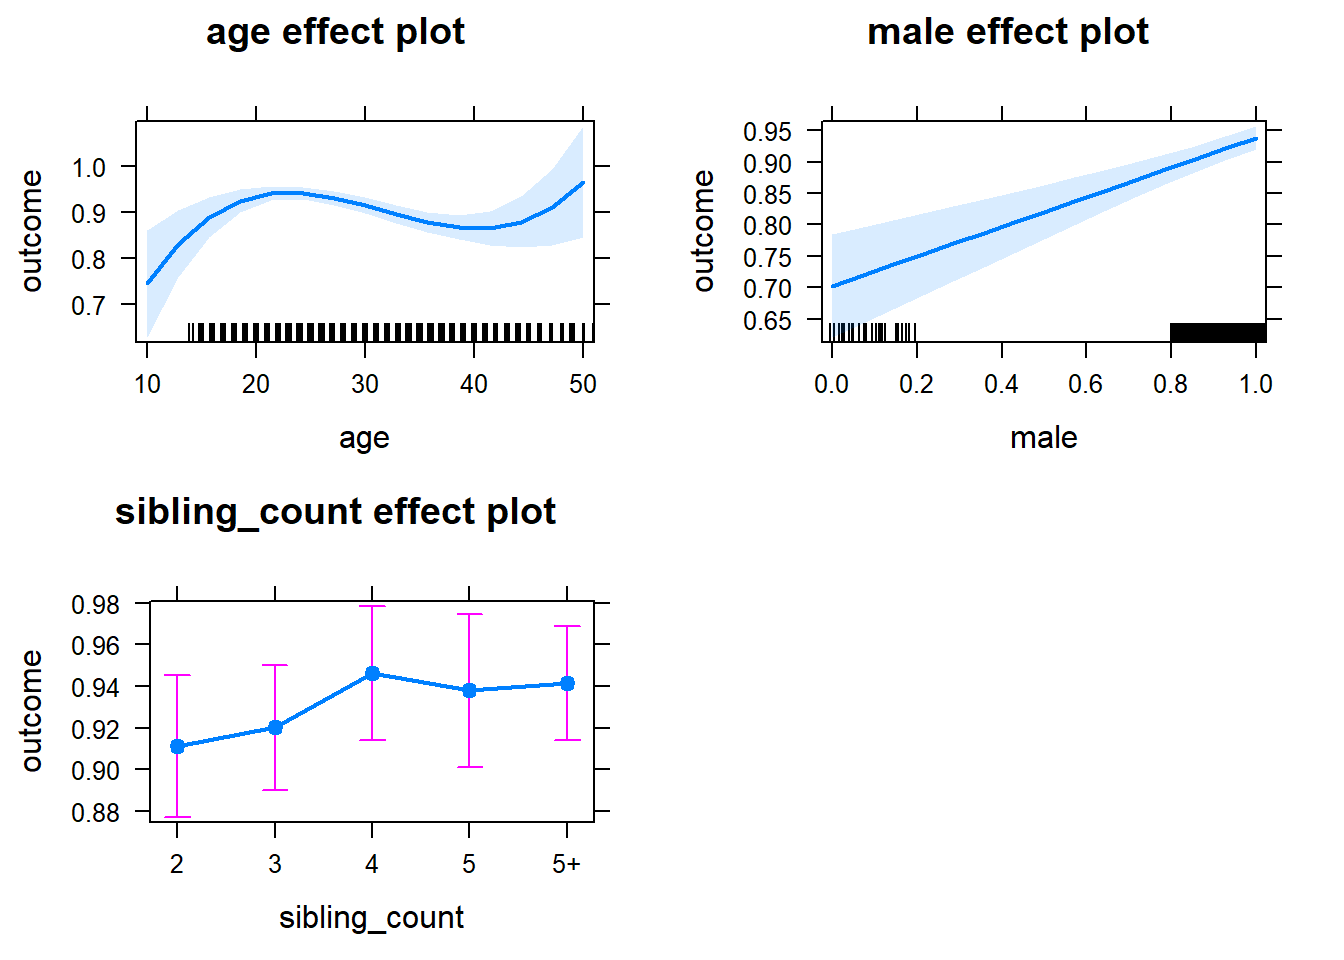 age effect plot
outcome
1.0
0.9
0.8
0.7
10 20 30 40 50
age
male effect plot
outcome
0.95
0.90
0.85
0.80
0.75
0.70
0.65
0.0 0.2 0.4 0.6 0.8 1.0
male
sibling_count effect plot
outcome
0.98
0.96
0.94
0.92
0.90
0.88
2 3 4 5 5+
sibling_count